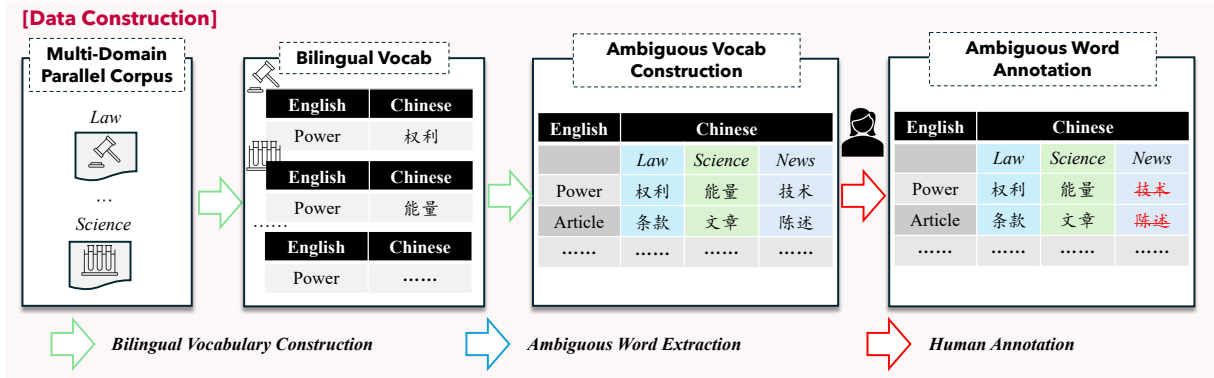 [Data Construction]
Multi-Domain
Parallel Corpus
Law
...
Science
Bilingual Vocab
English Chinese
Power 权利
English Chinese
Power 能量
......
English Chinese
Power ......
Ambiguous Vocab
Construction
English Chinese
Law Science News
Power 权利 能量 技术
Article 条款 文章 陈述
...... ...... ...... ......
Ambiguous Word
Annotation
English Chinese
Law Science News
Power 权利 能量 技术
Article 条款 文章 陈述
...... ...... ...... ......
Bilingual Vocabulary Construction
Ambiguous Word Extraction
Human Annotation